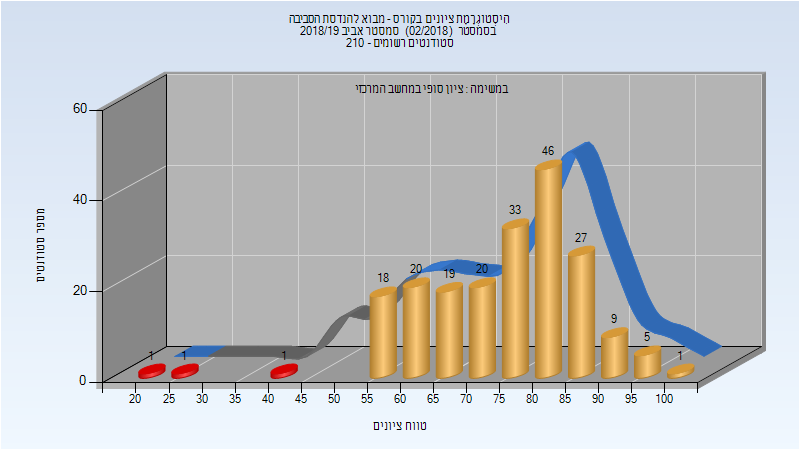 היסטוגרמת ציונים בקורס - מבוא להנדסת הסביבה
בסמסטר (02/2018) סמסטר אביב 2018/19
סטודנטים רשומים - 210
במשימה : ציון סופי במחשב המרכזי
מספר סטודנטים
60
40
20
0
1 1 1 18 20 19 20 33 46 27 9 5 1
20 25 30 35 40 45 50 55 60 65 70 75 80 85 90 95 100
טווח ציונים